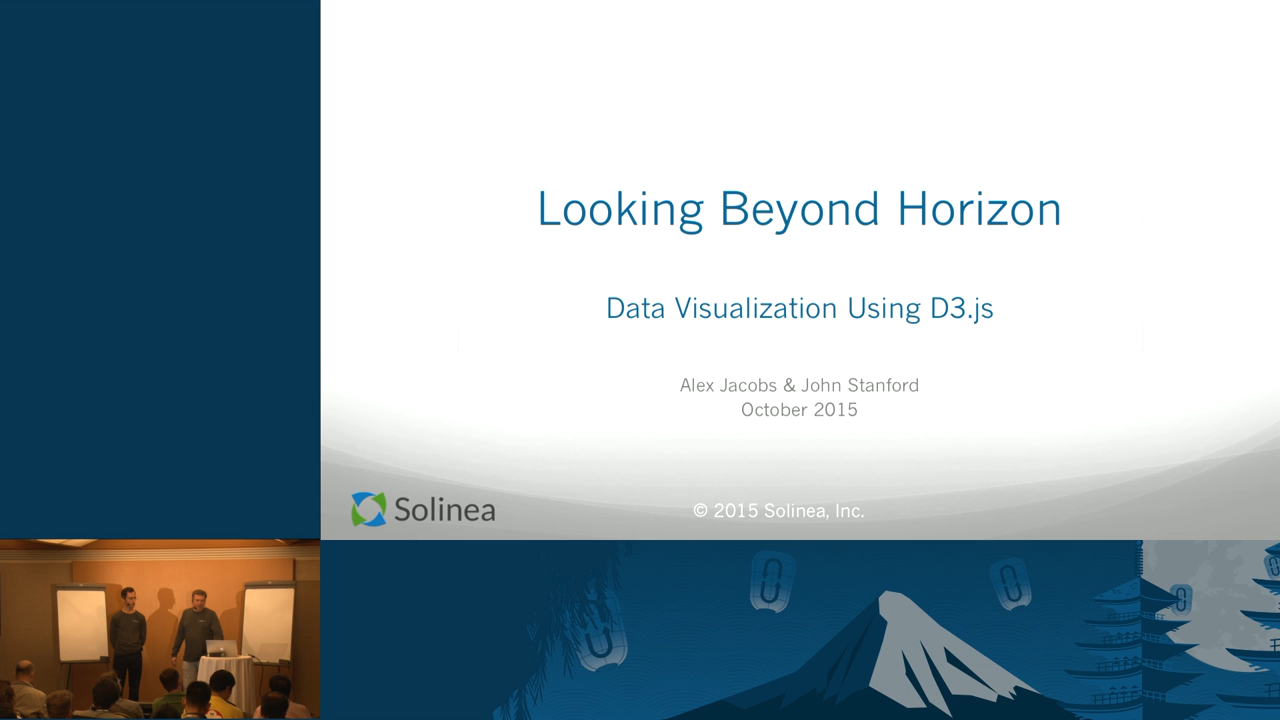 Looking Beyond Horizon
Data Visualization Using D3.js
Alex Jacobs & John Stanford
October 2015
Solinea
© 2015 Solinea, Inc.